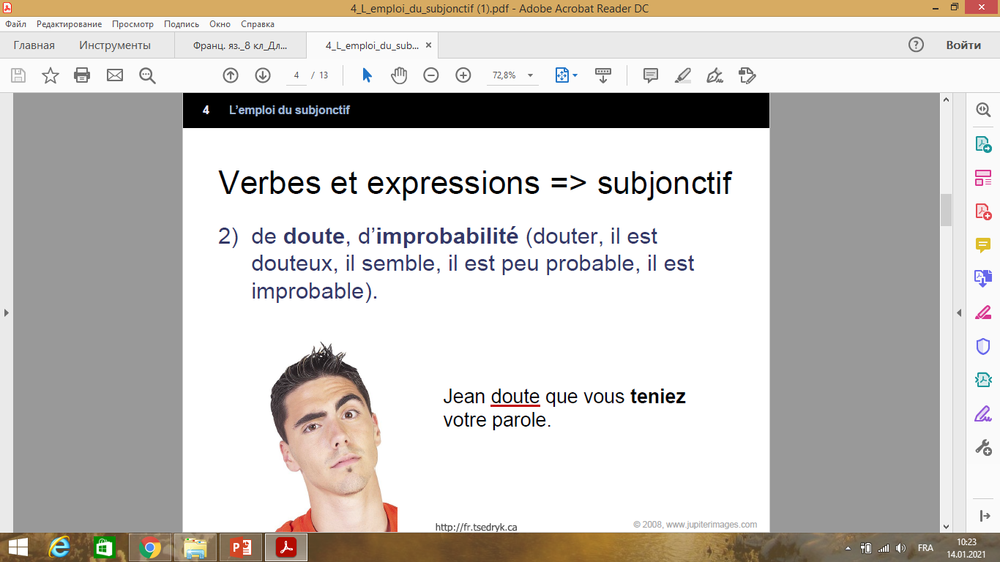 4_L_emploi_du_subjonctif (1).pdf - Adobe Acrobat Reader DC
Файл Редактирование Просмотр Подпись Окно Справка
Главная Инструменты Франц. яз._8 кл_Дл... 4_L_emploi_du_sub... × Войти
4 / 13 72,8%
4 L'emploi du subjonctif
Verbes et expressions => subjonctif
2) de doute, d'improbabilité (douter, il est
douteux, il semble, il est peu probable, il est
improbable).
Jean doute que vous teniez
votre parole.
http://fr.tsedryk.ca
© 2008, www.jupiterimages.com
FRA
10:23
14.01.2021